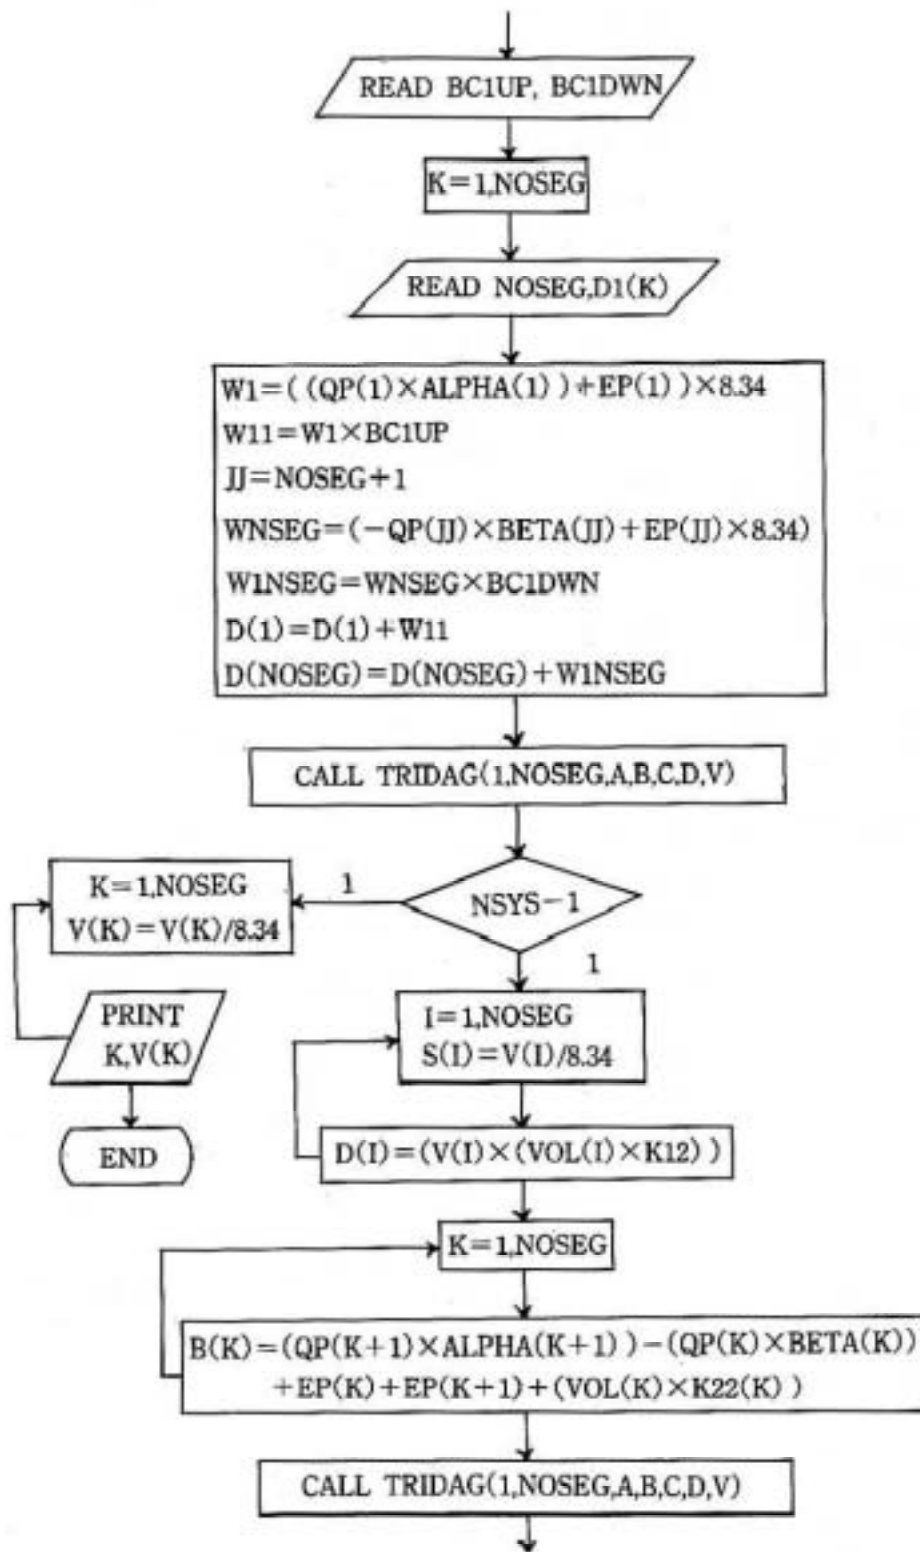 READ BC1UP, BC1DWN
K=1,NOSEG
READ NOSEG,D1(K)
W1=((QP(1)×ALPHA(1))+EP(1))×8.34
W11=W1×BC1UP
JJ=NOSEG+1
WNSEG=(-QP(JJ)×BETA(JJ)+EP(JJ)×8.34)
W1NSEG=WNSEG×BC1DWN
D(1)=D(1)+W11
D(NOSEG)=D(NOSEG)+W1NSEG
CALL TRIDAG(1,NOSEG,A,B,C,D,V)
NSYS-1
1
K=1,NOSEG
V(K)=V(K)/8.34
PRINT
K,V(K)
END
1
I=1,NOSEG
S(I)=V(I)/8.34
D(I)=(V(I)×(VOL(I)×K12))
K=1,NOSEG
B(K)=(QP(K+1)×ALPHA(K+1))-(QP(K)×BETA(K))
+EP(K)+EP(K+1)+(VOL(K)×K22(K))
CALL TRIDAG(1,NOSEG,A,B,C,D,V)